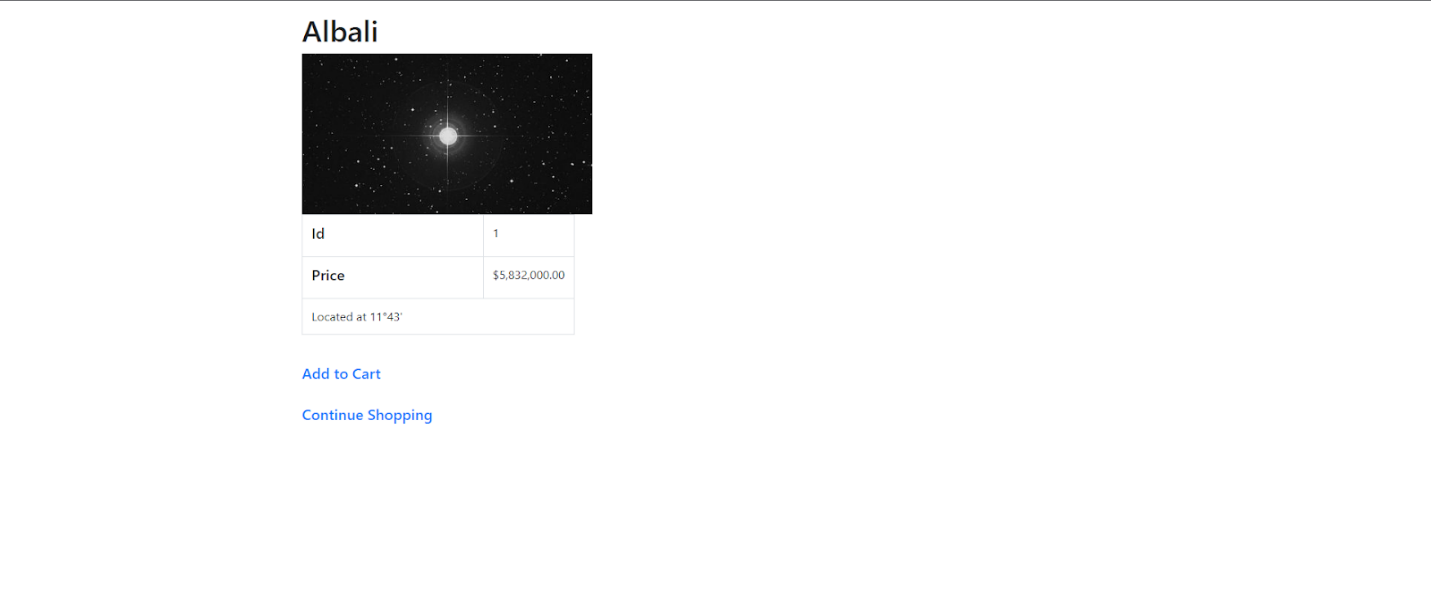 Albali
Id 1
Price $5,832,000.00
Located at 11°43'
Add to Cart
Continue Shopping